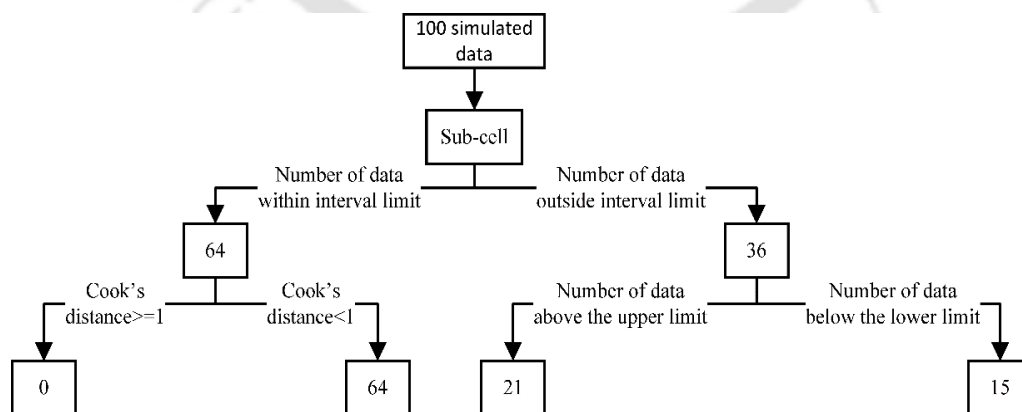 100 simulated
data
Sub-cell
Number of data
within interval limit
Number of data
outside interval limit
64
36
Cook's
distance>=1
Cook's
distance<1
Number of data
above the upper limit
Number of data
below the lower limit
0
64
21
15